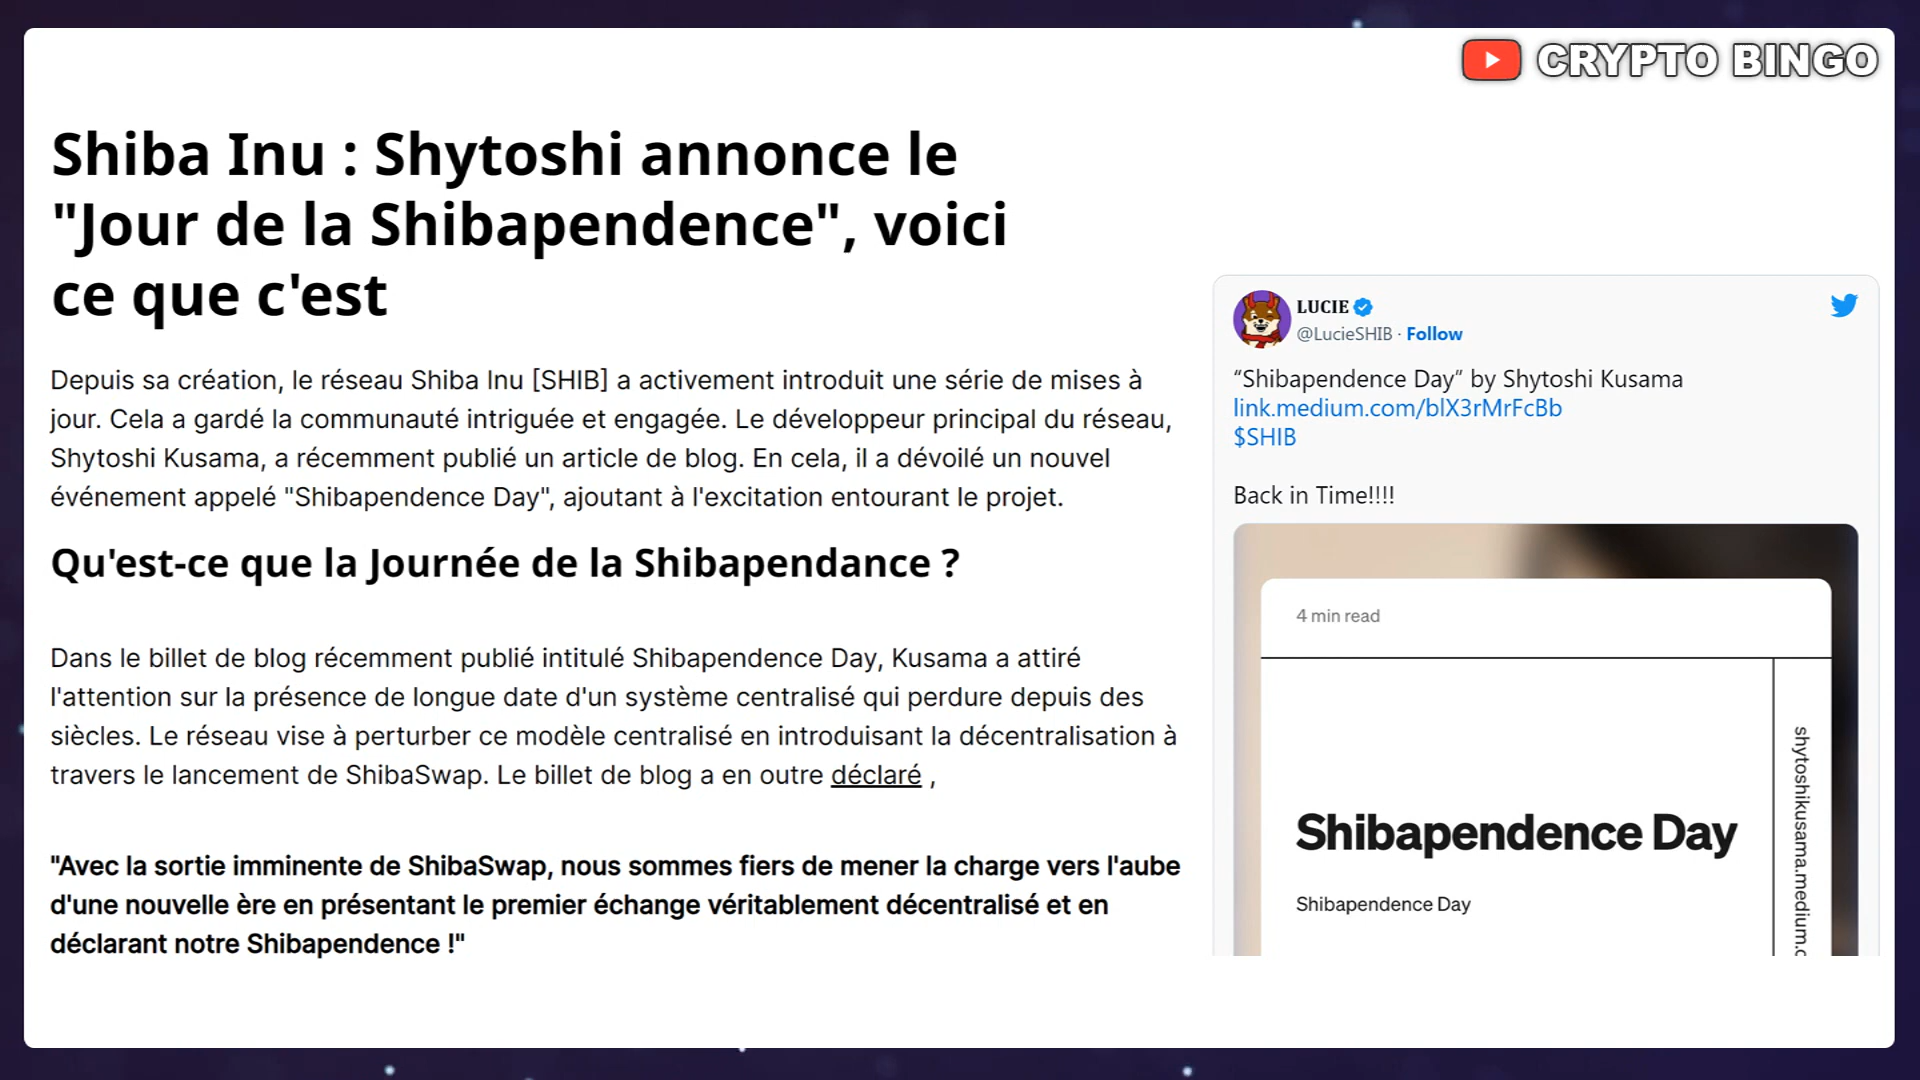 CRYPTO BINGO
Shiba Inu : Shytoshi annonce le
"Jour de la Shibapendence", voici
ce que c'est
Depuis sa création, le réseau Shiba Inu [SHIB] a activement introduit une série de mises à
jour. Cela a gardé la communauté intriguée et engagée. Le développeur principal du réseau,
Shytoshi Kusama, a récemment publié un article de blog. En cela, il a dévoilé un nouvel
événement appelé "Shibapendence Day", ajoutant à l'excitation entourant le projet.
Qu'est-ce que la Journée de la Shibapendance ?
Dans le billet de blog récemment publié intitulé Shibapendence Day, Kusama a attiré
l'attention sur la présence de longue date d'un système centralisé qui perdure depuis des
siècles. Le réseau vise à perturber ce modèle centralisé en introduisant la décentralisation à
travers le lancement de ShibaSwap. Le billet de blog a en outre déclaré ,
"Avec la sortie imminente de ShibaSwap, nous sommes fiers de mener la charge vers l'aube
d'une nouvelle ère en présentant le premier échange véritablement décentralisé et en
déclarant notre Shibapendence !"
LUCIE
@LucieSHIB · Follow
“Shibapendence Day” by Shytoshi Kusama
link.medium.com/blX3rMrFcBb
$SHIB
Back in Time!!!!
4 min read
Shibapendence Day
Shibapendence Day
shytoshikusama.medium.c